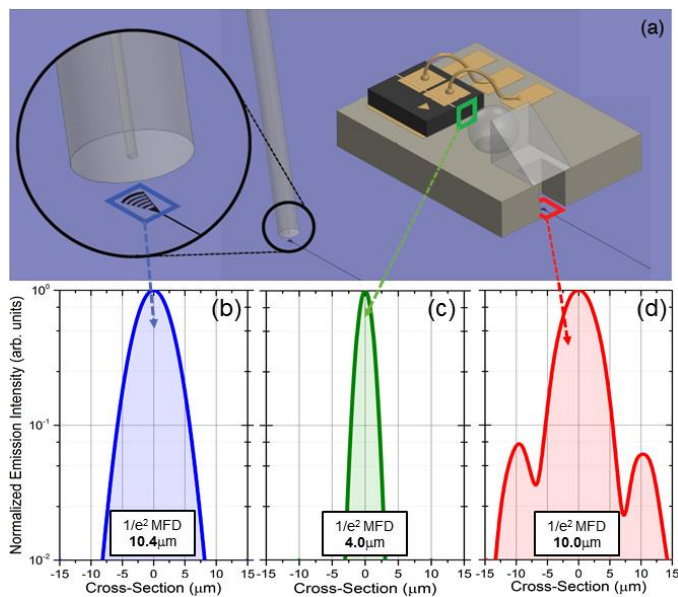 (a)
Normalized Emission Intensity (arb. units)
10⁰
10⁻¹
10⁻²
(b)
1/e² MFD
10.4μm
-15 -10 -5 0 5 10 15
Cross-Section (μm)
(c)
1/e² MFD
4.0μm
-10 -5 0 5 10 15
Cross-Section (μm)
(d)
1/e² MFD
10.0μm
-15 -10 -5 0 5 10 15
Cross-Section (μm)